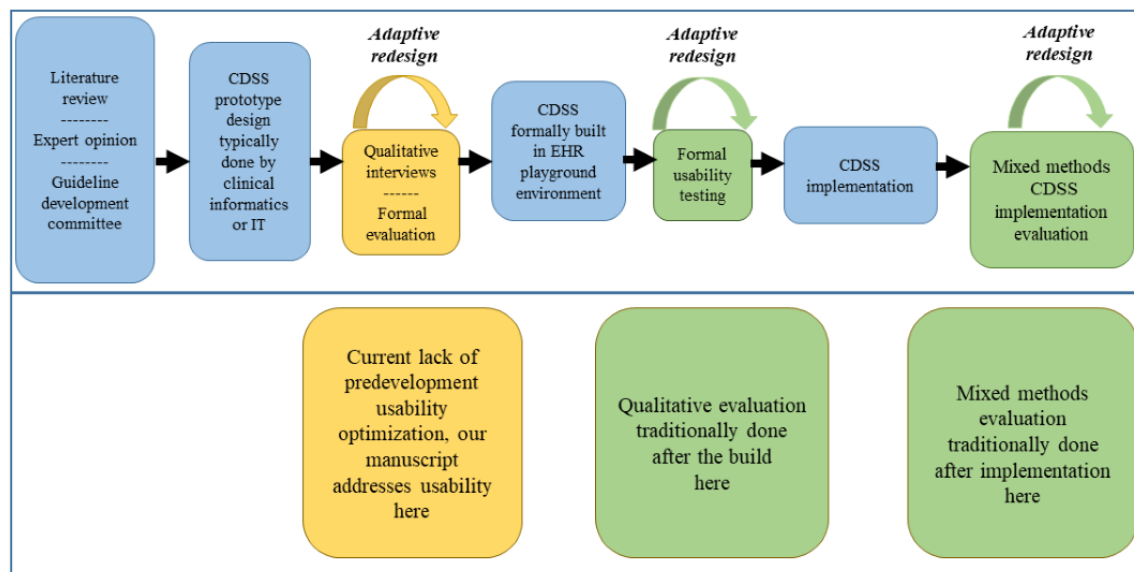 Adaptive
redesign
Adaptive
redesign
Adaptive
redesign
Literature
review
--------
Expert opinion
--------
Guideline
development
committee
CDSS
prototype
design
typically
done by
clinical
informatics
or IT
Qualitative
interviews
------
Formal
evaluation
CDSS
formally built
in EHR
playground
environment
Formal
usability
testing
CDSS
implementation
Mixed methods
CDSS
implementation
evaluation
Current lack of
predevelopment
usability
optimization, our
manuscript
addresses usability
here
Qualitative evaluation
traditionally done
after the build
here
Mixed methods
evaluation
traditionally done
after implementation
here